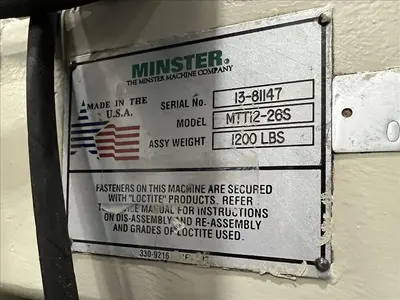 MINSTER
THE MINSTER MACHINE COMPANY
MADE IN THE
U.S.A.
SERIAL No. 13-81147
MODEL MTT12-26S
ASSY WEIGHT 1200 LBS
FASTENERS ON THIS MACHINE ARE SECURED
WITH "LOCTITE" PRODUCTS. REFER
MANUAL FOR INSTRUCTIONS
ON DIS-ASSEMBLY AND RE-ASSEMBLY
AND GRADES OF LOCTITE USED.
330-9216